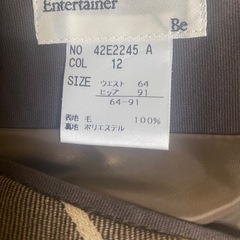 Entertainer
Be
NO 42E2245 A
COL 12
SIZE ウエスト 64
ヒップ 91
64-91
表地 毛 100%
裏地 ポリエステル